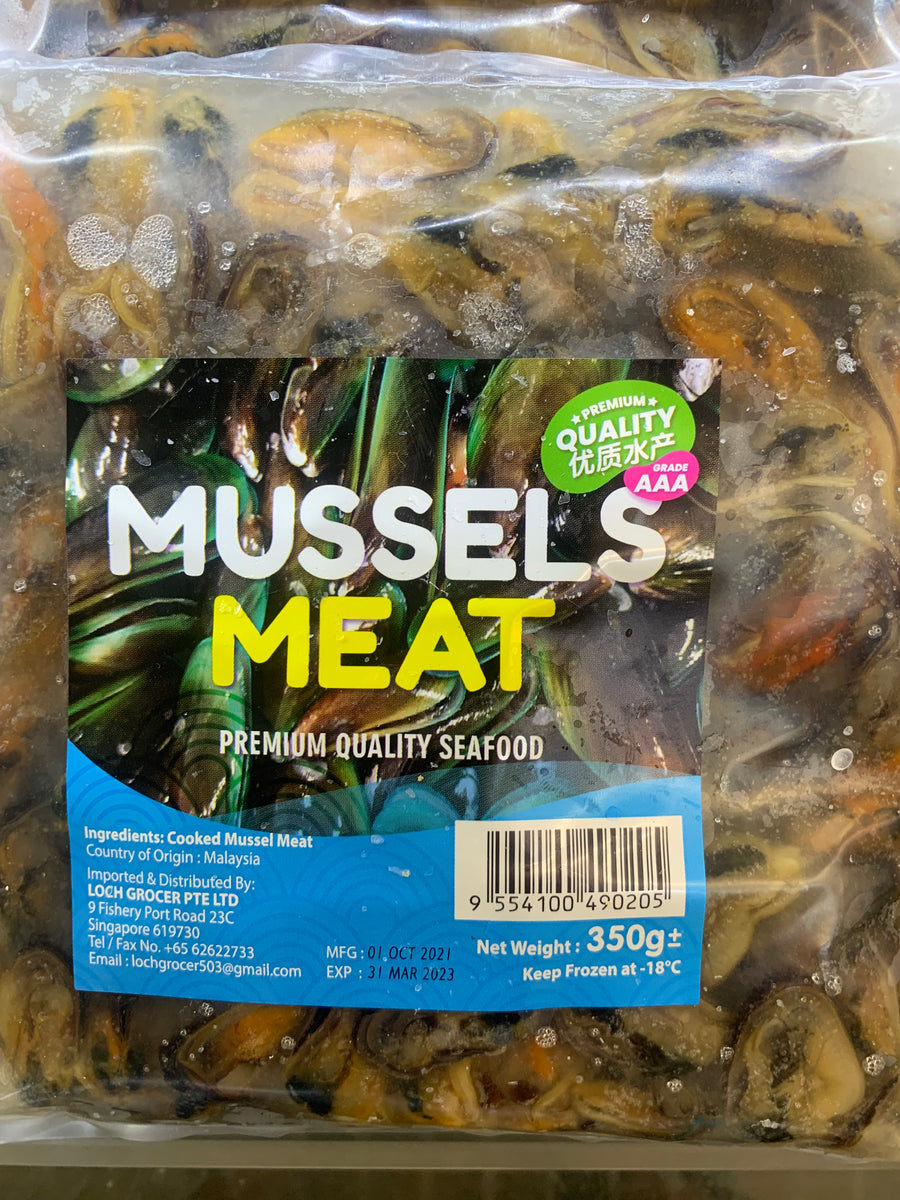 PREMIUM
QUALITY
优质水产
GRADE
AAA
MUSSELS
MEAT
PREMIUM QUALITY SEAFOOD
Ingredients: Cooked Mussel Meat
Country of Origin : Malaysia
Imported & Distributed By:
LOCH GROCER PTE LTD
9 Fishery Port Road 23C
Singapore 619730
Tel / Fax No. +65 62622733
Email : lochgrocer503@gmail.com
MFG : 01 OCT 2021
EXP : 31 MAR 2023
9 554100 490205
Net Weight : 350g±
Keep Frozen at -18°C